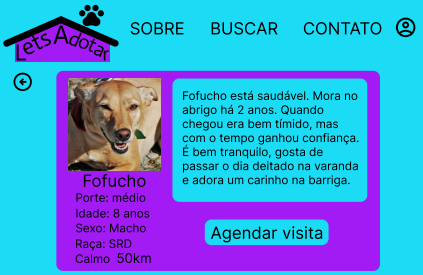 LetsAdotar
SOBRE BUSCAR CONTATO
Fofucho está saudável. Mora no
abrigo há 2 anos. Quando
chegou era bem tímido, mas
com o tempo ganhou confiança.
É bem tranquilo, gosta de
passar o dia deitado na varanda
e adora um carinho na barriga.
Fofucho
Porte: médio
Idade: 8 anos
Sexo: Macho
Raça: SRD
Calmo 50km
Agendar visita